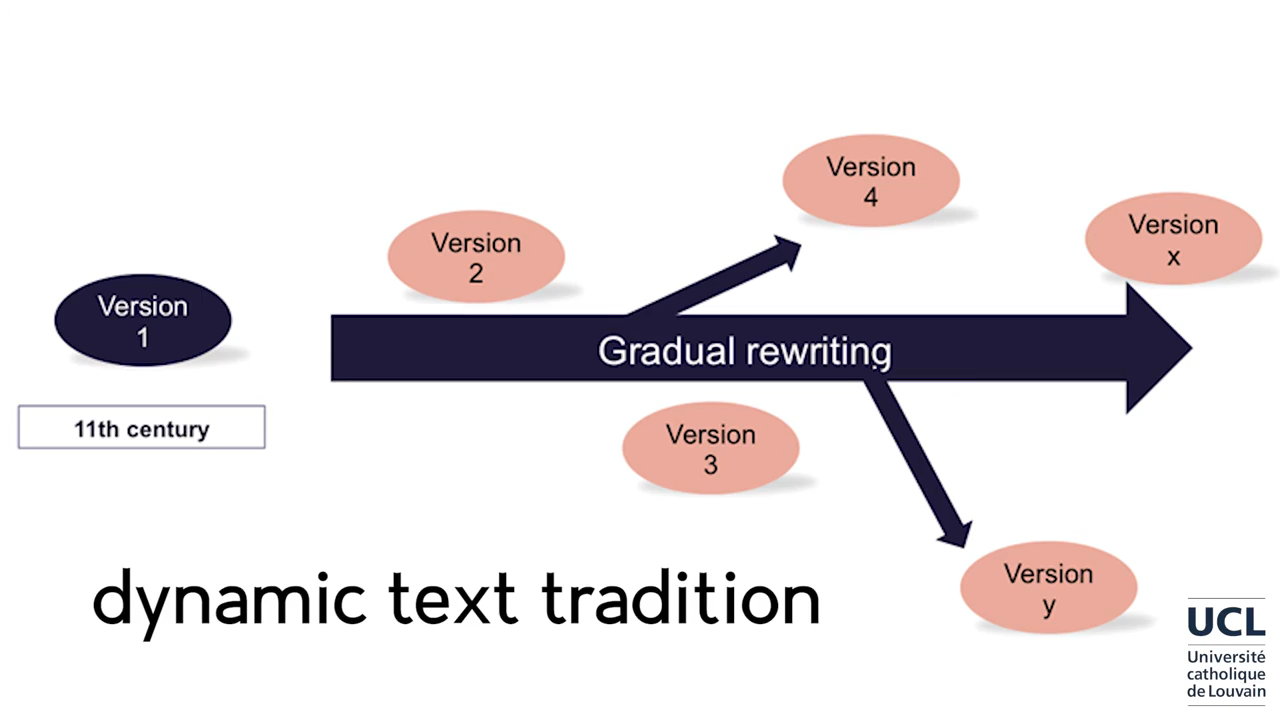 Version
1
11th century
Version
2
Gradual rewriting
Version
3
Version
4
Version
x
Version
y
dynamic text tradition
UCL
Université
catholique
de Louvain